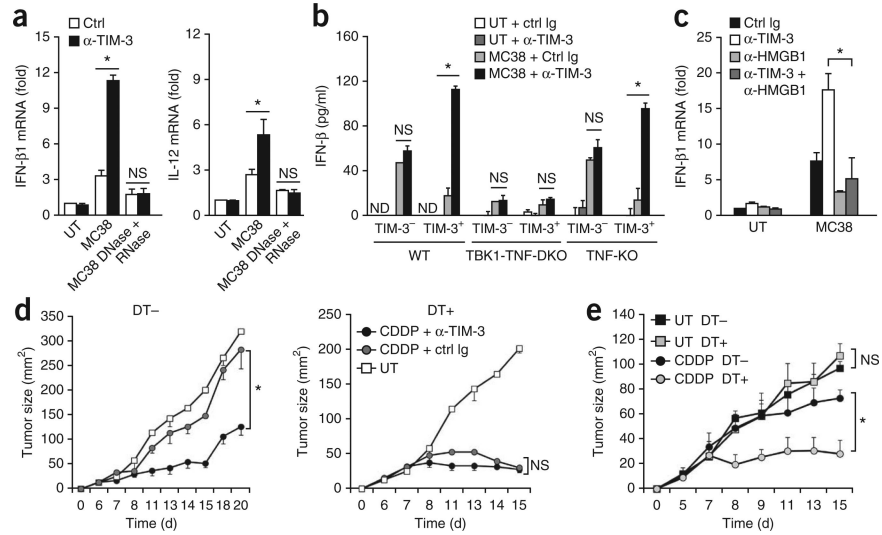 a
Ctrl
α-TIM-3
IFN-β1 mRNA (fold)
15
12
9
6
3
0
*
NS
UT
MC38
MC38 DNase +
RNase
IL-12 mRNA (fold)
12
9
6
3
0
*
NS
UT
MC38
MC38 DNase +
RNase
b
UT + ctrl Ig
UT + α-TIM-3
MC38 + Ctrl Ig
MC38 + α-TIM-3
IFN-β (pg/ml)
160
120
80
40
0
ND
NS
ND
*
NS
NS
NS
*
TIM-3⁻ TIM-3⁺ TIM-3⁻ TIM-3⁺ TIM-3⁻ TIM-3⁺
WT TBK1-TNF-DKO TNF-KO
c
Ctrl Ig
α-TIM-3
α-HMGB1
α-TIM-3 +
α-HMGB1
IFN-β1 mRNA (fold)
25
20
15
10
5
0
*
UT MC38
d
DT–
Tumor size (mm²)
350
300
250
200
150
100
50
0
*
0 6 7 8 11 13 14 15 18 20
Time (d)
DT+
CDDP + α-TIM-3
CDDP + ctrl Ig
UT
Tumor size (mm²)
250
200
150
100
50
0
NS
0 6 7 8 11 13 14 15
Time (d)
e
UT DT–
UT DT+
CDDP DT–
CDDP DT+
Tumor size (mm²)
140
120
100
80
60
40
20
0
NS
*
0 5 7 8 9 11 13 15
Time (d)